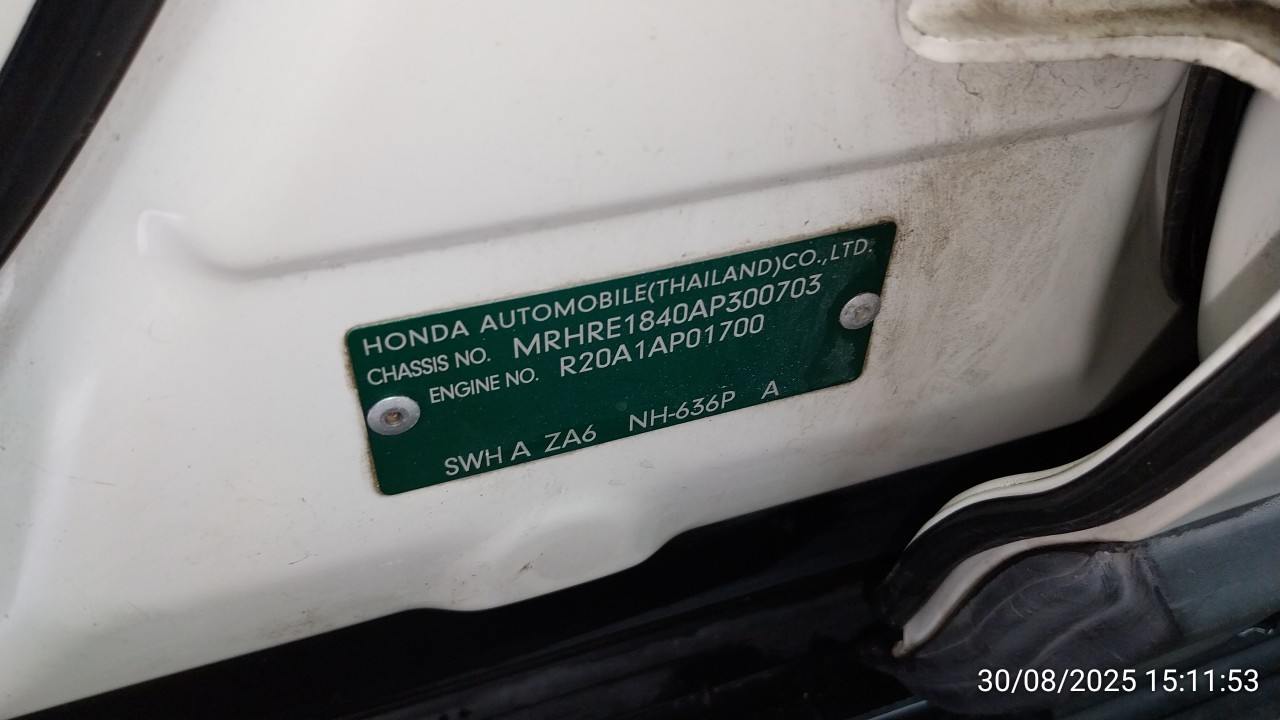 HONDA AUTOMOBILE(THAILAND)CO.,LTD.
CHASSIS NO. MRHRE1840AP300703
ENGINE NO. R20A1AP01700
SWH A ZA6 NH-636P A
30/08/2025 15:11:53